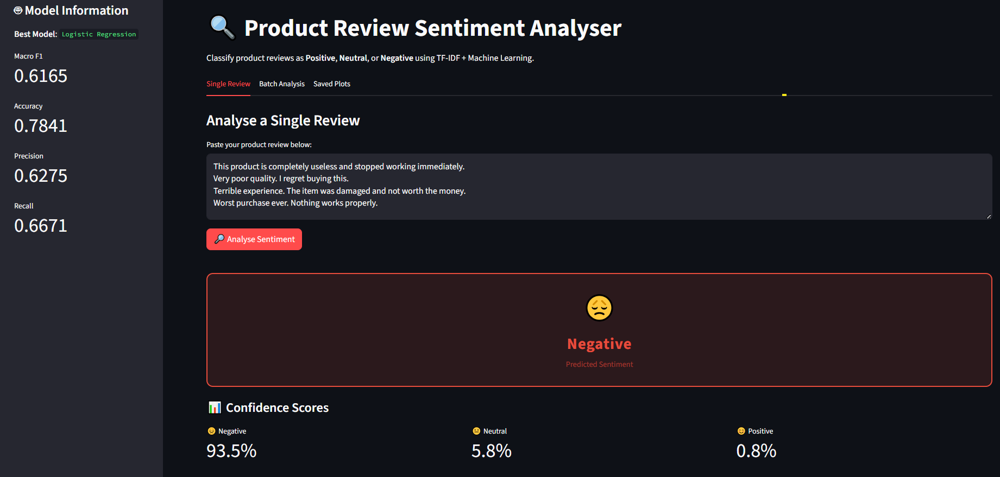 Model Information
Best Model: Logistic Regression
Macro F1
0.6165
Accuracy
0.7841
Precision
0.6275
Recall
0.6671
Product Review Sentiment Analyser
Classify product reviews as Positive, Neutral, or Negative using TF-IDF + Machine Learning.
Single Review Batch Analysis Saved Plots
Analyse a Single Review
Paste your product review below:
This product is completely useless and stopped working immediately.
Very poor quality. I regret buying this.
Terrible experience. The item was damaged and not worth the money.
Worst purchase ever. Nothing works properly.
Analyse Sentiment
Negative
Predicted Sentiment
Confidence Scores
Negative Neutral Positive
93.5% 5.8% 0.8%